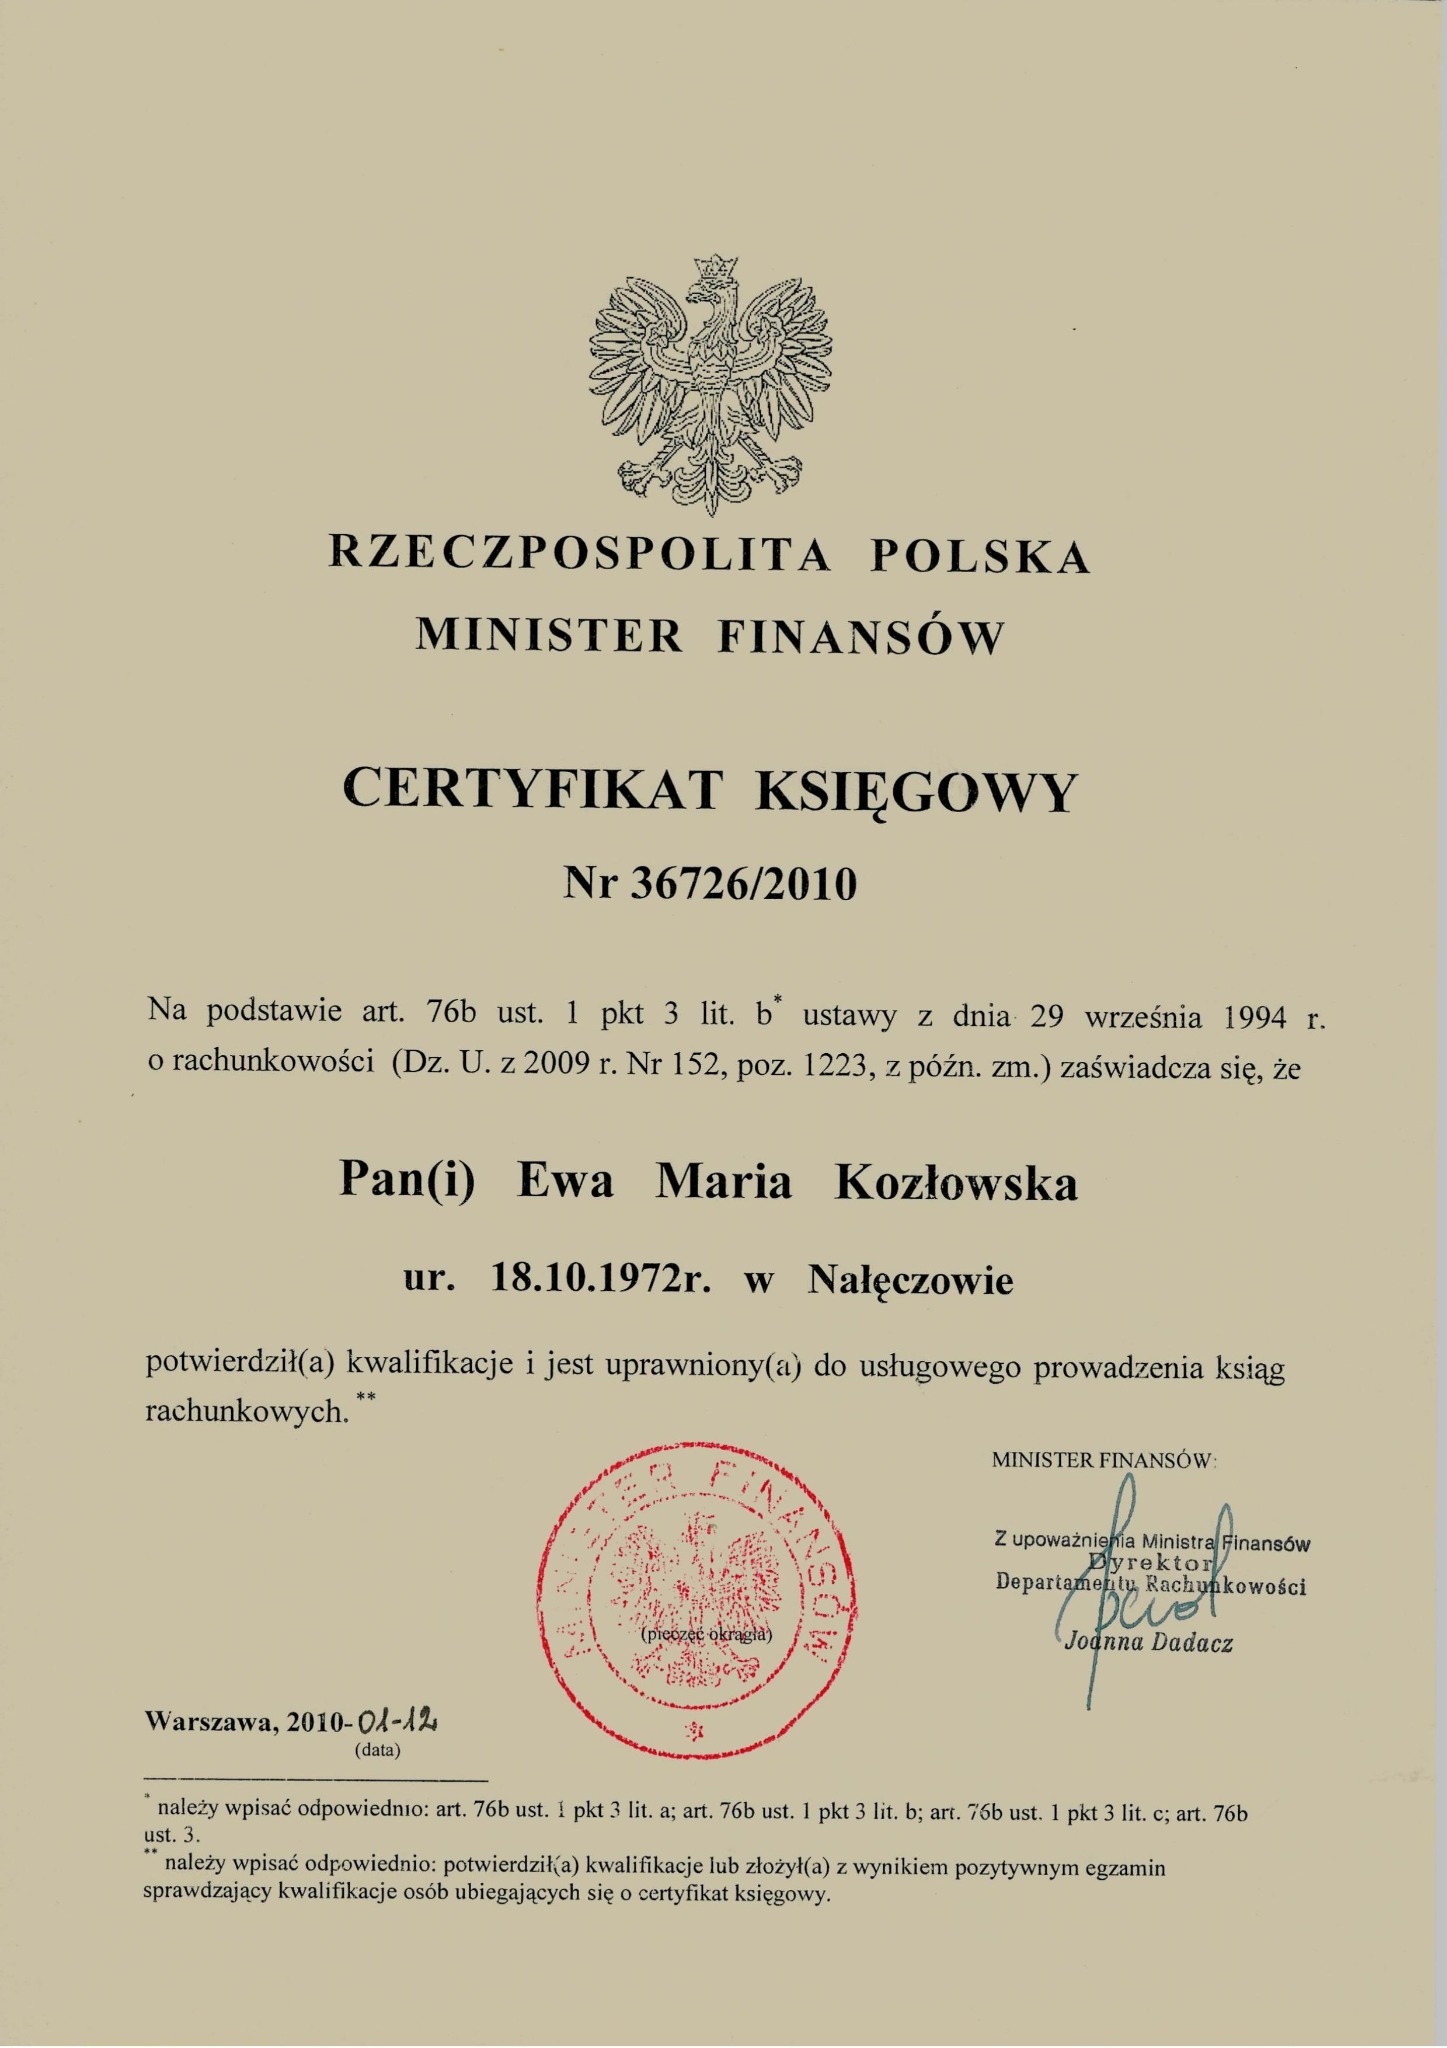 RZECZPOSPOLITA POLSKA
MINISTER FINANSÓW
CERTYFIKAT KSIĘGOWY
Nr 36726/2010
Na podstawie art. 76b ust. 1 pkt 3 lit. b* ustawy z dnia 29 września 1994 r.
o rachunkowości (Dz. U. z 2009 r. Nr 152, poz. 1223, z późn. zm.) zaświadcza się, że
Pan(i) Ewa Maria Kozłowska
ur. 18.10.1972r. w Nałęczowie
potwierdził(a) kwalifikacje i jest uprawniony(a) do usługowego prowadzenia ksiąg
rachunkowych.**
MINISTER FINANSÓW
(pieczęć okrągła)
MINISTER FINANSÓW:
Z upoważnienia Ministra Finansów
Dyrektor
Departamentu Rachunkowości
Joanna Dadacz
Warszawa, 2010-01-12
(data)
* należy wpisać odpowiednio: art. 76b ust. 1 pkt 3 lit. a; art. 76b ust. 1 pkt 3 lit. b; art. 76b ust. 1 pkt 3 lit. c; art. 76b
ust. 3.
** należy wpisać odpowiednio: potwierdził(a) kwalifikacje lub złożył(a) z wynikiem pozytywnym egzamin
sprawdzający kwalifikacje osób ubiegających się o certyfikat księgowy.